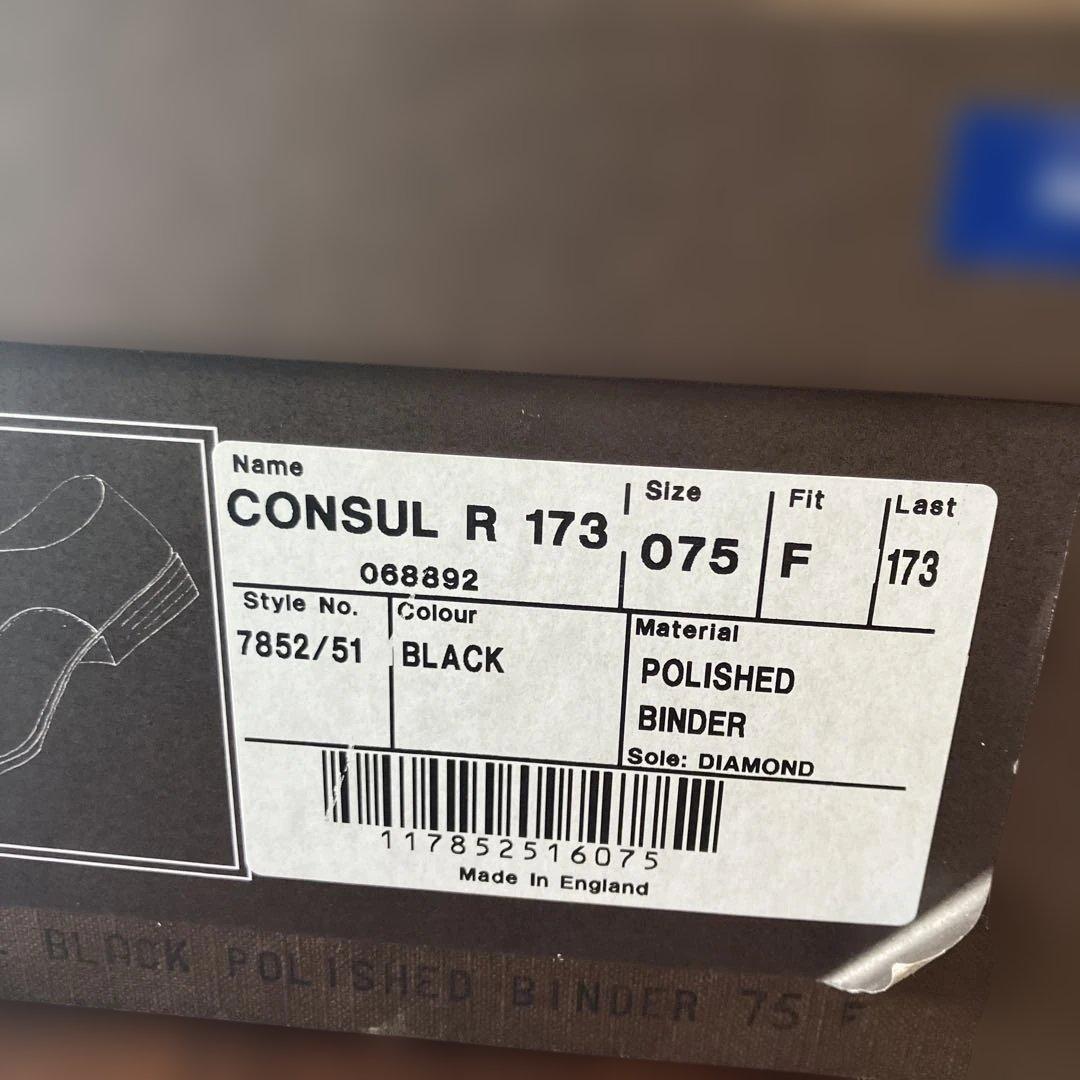 Name
CONSUL R 173
068892
Size
075
Fit
F
Last
173
Style No.
7852/51
Colour
BLACK
Material
POLISHED
BINDER
Sole: DIAMOND
117852516075
Made In England
BLACK POLISHED BINDER 75 F